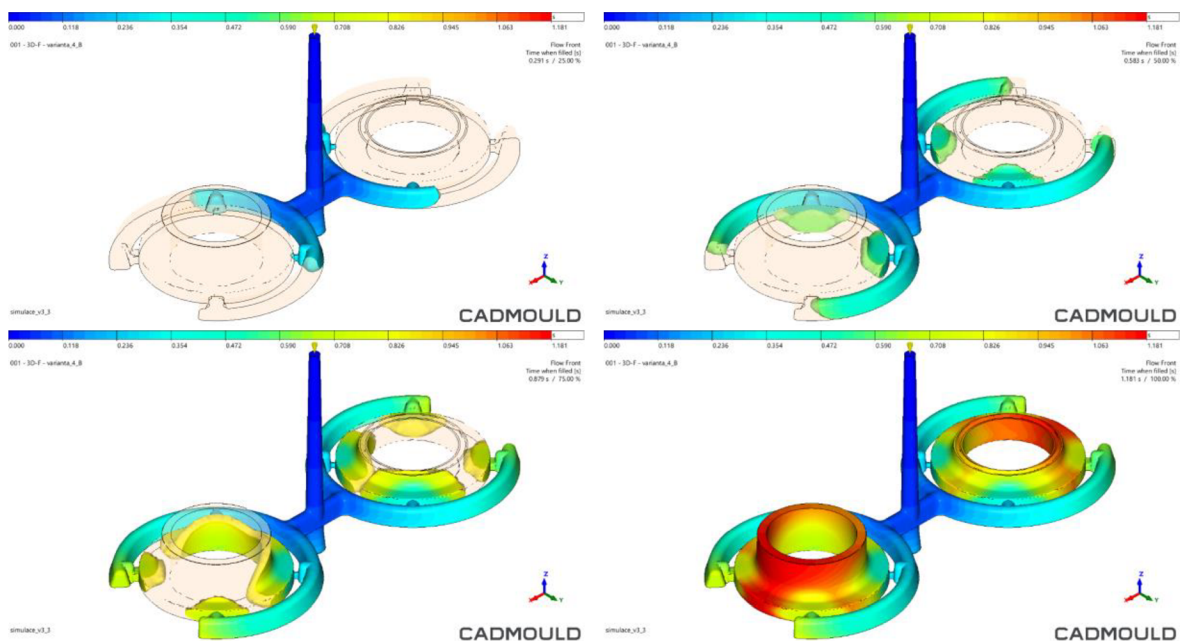 0.000 0.118 0.236 0.354 0.472 0.590 0.708 0.826 0.945 1.063 1.181
s
001 - 3D-F - varianta_4_B
Flow Front
Time when filled [s]
0.291 s / 25.00 %
Z
X
Y
simulace_v3_3
CADMOULD
0.000 0.118 0.236 0.354 0.472 0.590 0.708 0.826 0.945 1.063 1.181
s
001 - 3D-F - varianta_4_B
Flow Front
Time when filled [s]
0.583 s / 50.00 %
Z
X
Y
simulace_v3_3
CADMOULD
0.000 0.118 0.236 0.354 0.472 0.590 0.708 0.826 0.945 1.063 1.181
s
001 - 3D-F - varianta_4_B
Flow Front
Time when filled [s]
0.879 s / 75.00 %
Z
X
Y
simulace_v3_3
CADMOULD
0.000 0.118 0.236 0.354 0.472 0.590 0.708 0.826 0.945 1.063 1.181
s
001 - 3D-F - varianta_4_B
Flow Front
Time when filled [s]
1.181 s / 100.00 %
Z
X
Y
simulace_v3_3
CADMOULD